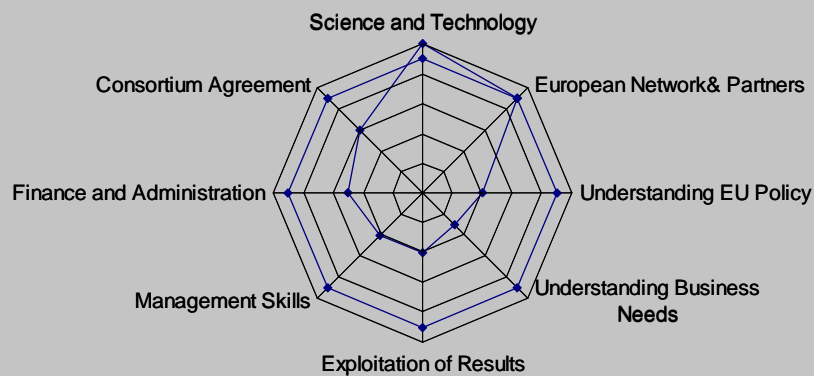 Science and Technology
European Network& Partners
Understanding EU Policy
Understanding Business
Needs
Exploitation of Results
Management Skills
Finance and Administration
Consortium Agreement